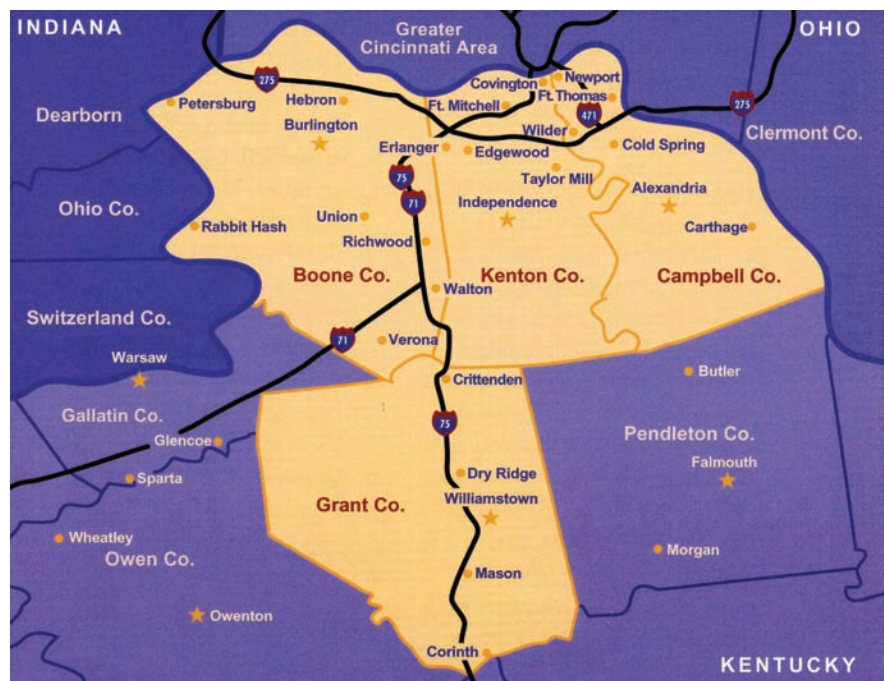 INDIANA
Greater
Cincinnati Area
OHIO
275
Covington
Newport
Dearborn
Petersburg
Hebron
Ft. Mitchell
Ft. Thomas
275
471
Burlington
Wilder
Clermont Co.
Erlanger
Edgewood
Cold Spring
75
Taylor Mill
Alexandria
71
Independence
Ohio Co.
Union
Rabbit Hash
Carthage
Richwood
Boone Co.
Kenton Co.
Campbell Co.
Walton
Switzerland Co.
71
Verona
Warsaw
Crittenden
Butler
Gallatin Co.
75
Glencoe
Pendleton Co.
Falmouth
Sparta
Dry Ridge
Williamstown
Grant Co.
Wheatley
Morgan
Owen Co.
Mason
Owenton
Corinth
KENTUCKY